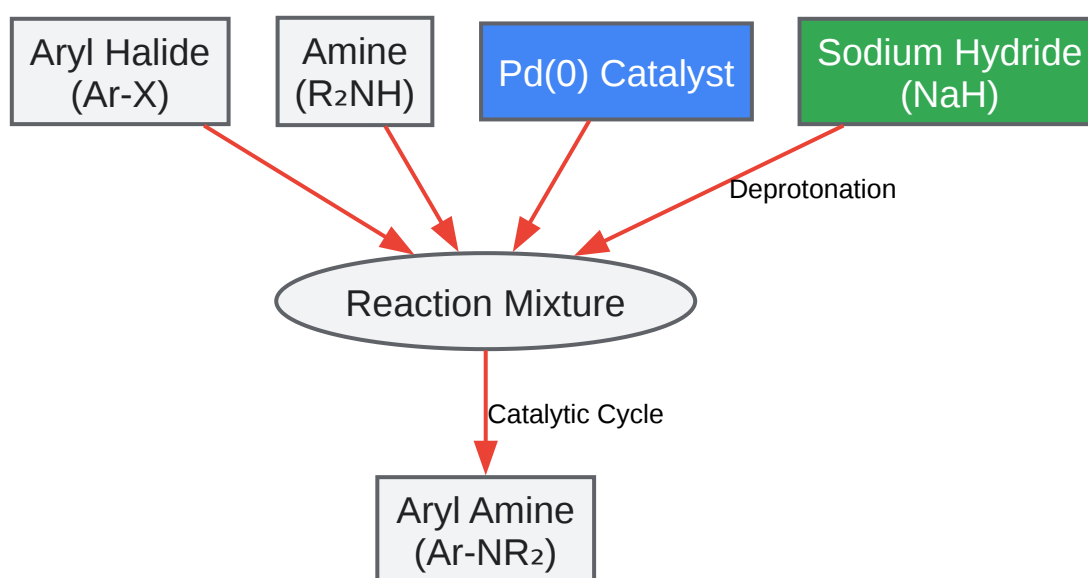 Aryl Halide
(Ar-X)
Amine
(R₂NH)
Pd(0) Catalyst
Sodium Hydride
(NaH)
Deprotonation
Reaction Mixture
Catalytic Cycle
Aryl Amine
(Ar-NR₂)